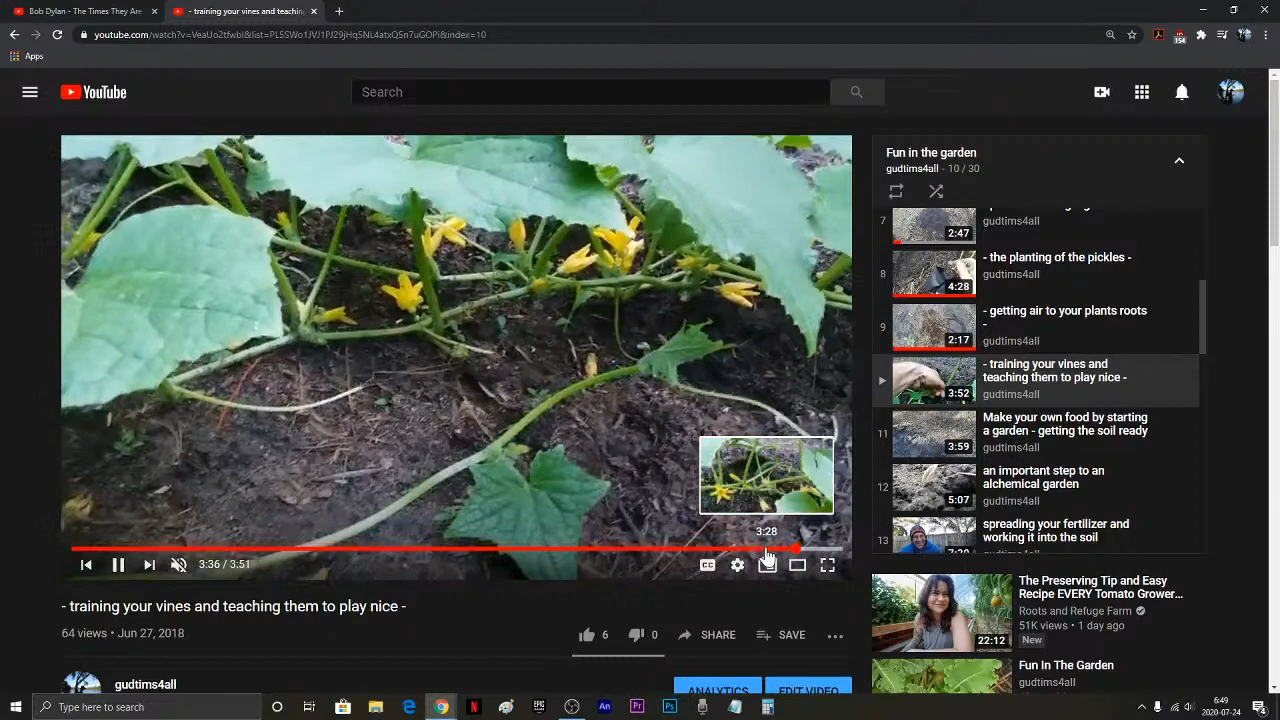 Bob Dylan - The Times They Are
- training your vines and teaching
youtube.com/watch?v=VeaUo2tfwbI&list=PL5SWo1JVJ1PJ29jHq5NL4atxQ5n7uGOPi&index=10
154
Apps
YouTube
Search
Fun in the garden
gudtims4all - 10 / 30
7
2:47
gudtims4all
8
4:28
- the planting of the pickles -
gudtims4all
9
2:17
- getting air to your plants roots
-
gudtims4all
3:52
- training your vines and
teaching them to play nice -
gudtims4all
11
3:59
Make your own food by starting
a garden - getting the soil ready
gudtims4all
12
5:07
an important step to an
alchemical garden
gudtims4all
13
spreading your fertilizer and
working it into the soil
3:28
3:36 / 3:51
CC
- training your vines and teaching them to play nice -
64 views • Jun 27, 2018
6
0
SHARE
SAVE
gudtims4all
ANALYTICS
EDIT VIDEO
22:12
The Preserving Tip and Easy
Recipe EVERY Tomato Grower...
Roots and Refuge Farm
51K views • 1 day ago
New
Fun In The Garden
gudtims4all
Type here to search
N
EPIC
An
Pr
Ps
6:49
2020-07-24